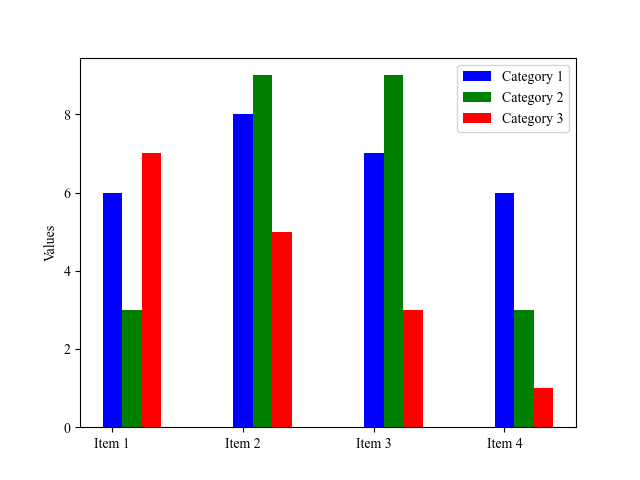 Category 1
Category 2
Category 3
Values
8
6
4
2
0
Item 1 Item 2 Item 3 Item 4